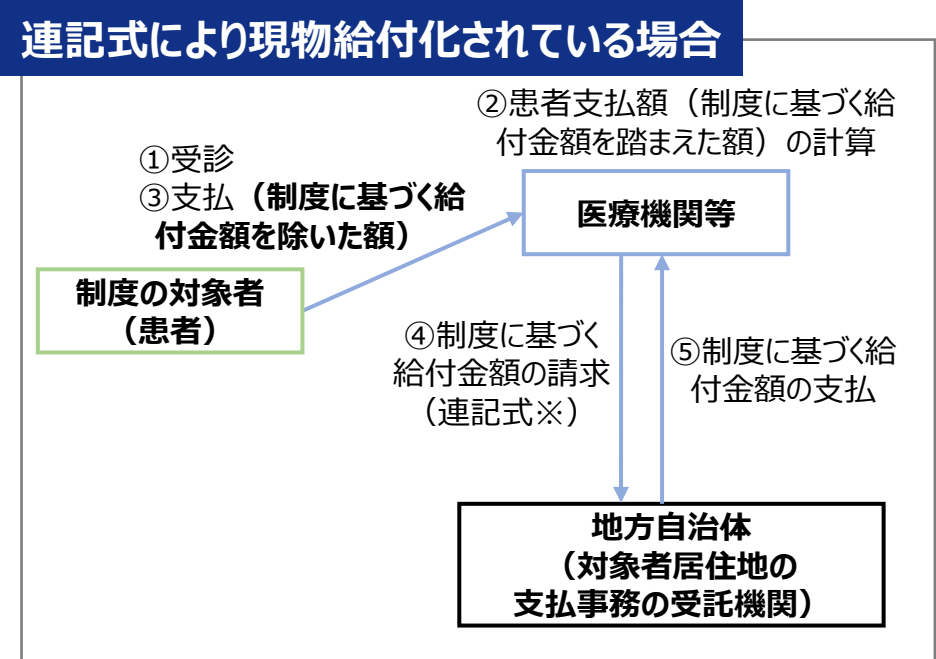 連記式により現物給付化されている場合
②患者支払額（制度に基づく給
付金額を踏まえた額）の計算
①受診
③支払（制度に基づく給
付金額を除いた額）
医療機関等
制度の対象者
（患者）
④制度に基づく
給付金額の請求
（連記式※）
⑤制度に基づく給
付金額の支払
地方自治体
（対象者居住地の
支払事務の受託機関）